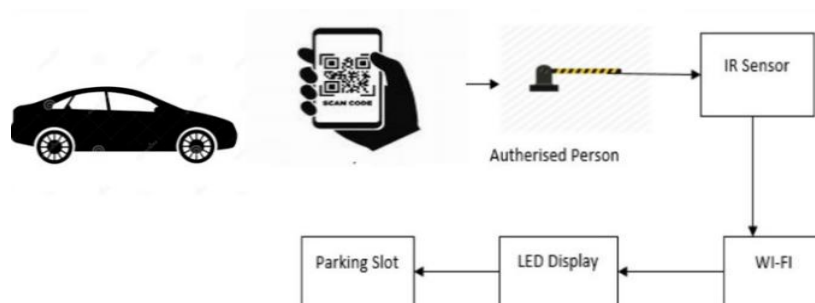 SCAN CODE
IR Sensor
Autherised Person
Parking Slot
LED Display
WI-FI